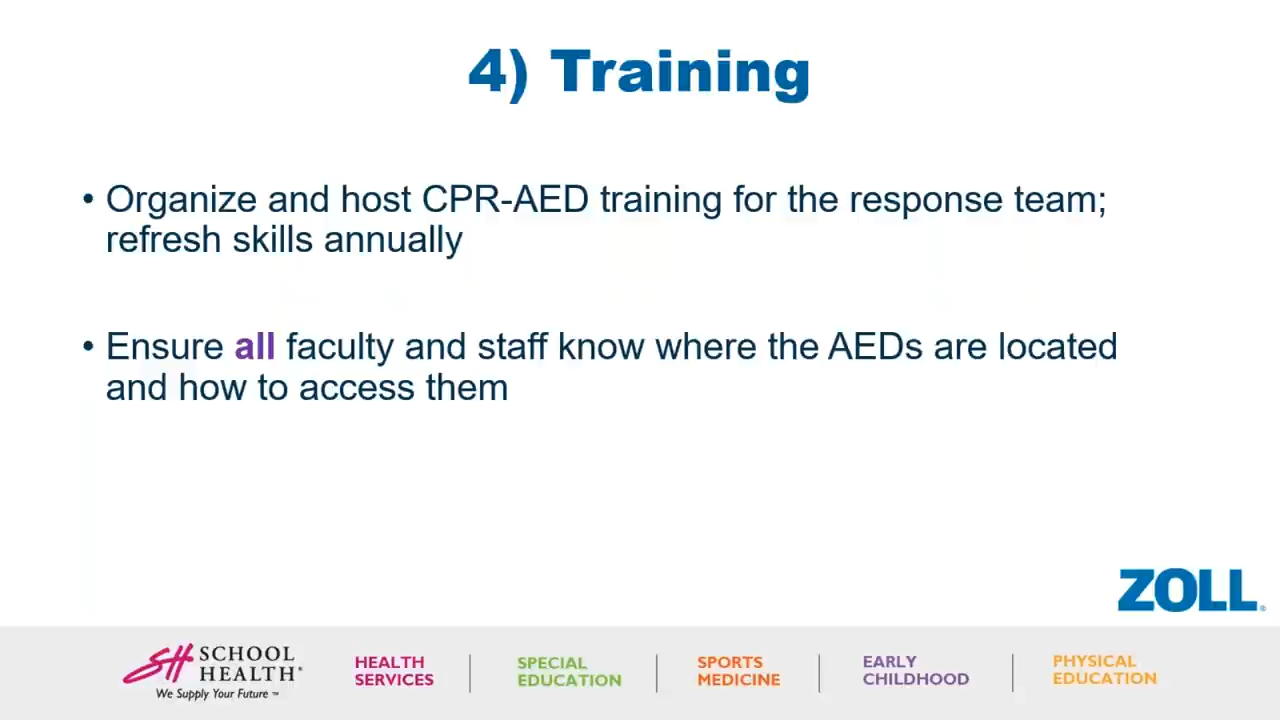 4) Training
• Organize and host CPR-AED training for the response team;
refresh skills annually
• Ensure all faculty and staff know where the AEDs are located
and how to access them
ZOLL®
SH SCHOOL
HEALTH®
We Supply Your Future ™
HEALTH
SERVICES
SPECIAL
EDUCATION
SPORTS
MEDICINE
EARLY
CHILDHOOD
PHYSICAL
EDUCATION